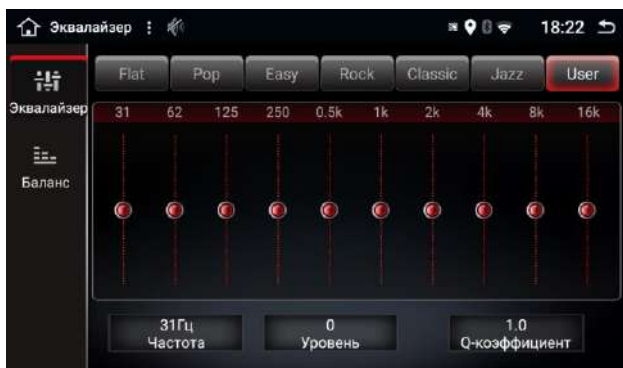 Эквалайзер 18:22
Flat Pop Easy Rock Classic Jazz User
Эквалайзер
31 62 125 250 0.5k 1k 2k 4k 8k 16k
Баланс
31Гц 0 1.0
Частота Уровень Q-коэффициент